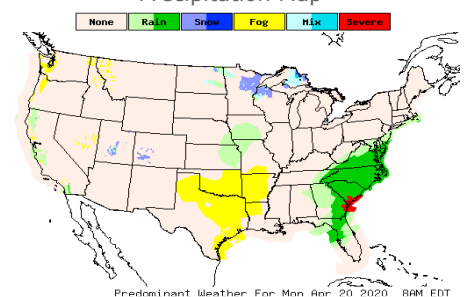 Precipitation Map
None Rain Snow Fog Mix Severe
Predominant Weather For Mon Apr 20 2020 8AM EDT